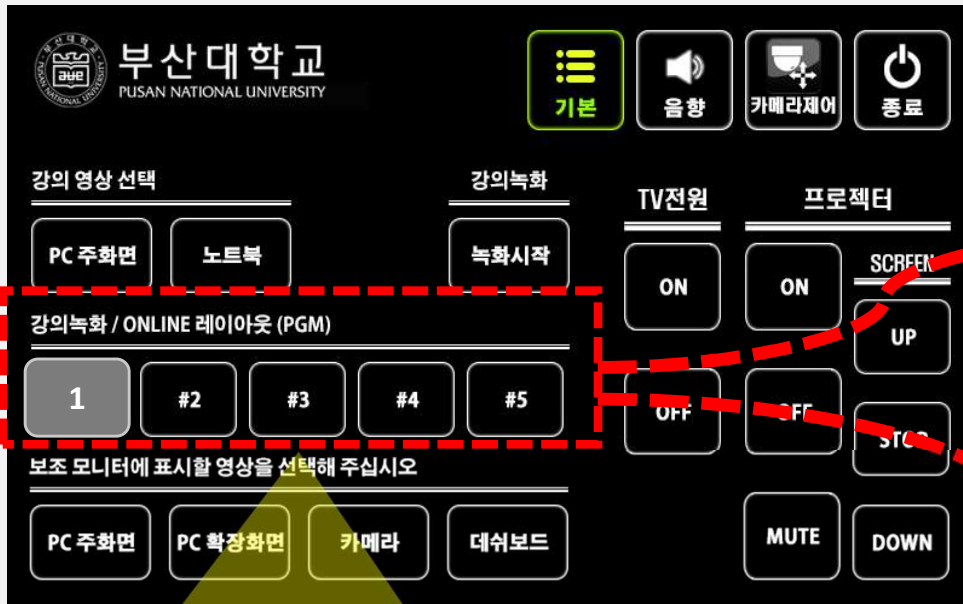 부산대학교
PUSAN NATIONAL UNIVERSITY
기본
음향
카메라제어
종료
강의 영상 선택
강의녹화
TV전원
프로젝터
PC 주화면
노트북
녹화시작
ON
ON
SCREEN
UP
강의녹화 / ONLINE 레이아웃 (PGM)
1
#2
#3
#4
#5
OFF
OFF
STOP
보조 모니터에 표시할 영상을 선택해 주십시오
PC 주화면
PC 확장화면
카메라
데쉬보드
MUTE
DOWN